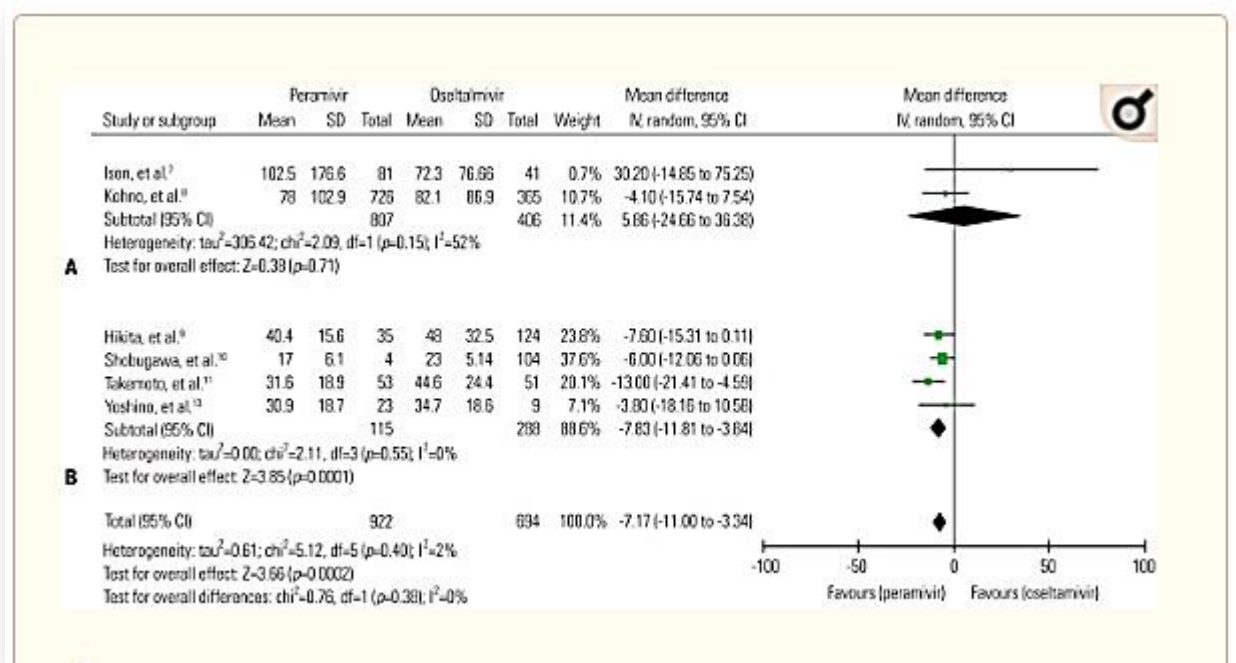 Peramivir Oseltalmivir Mean difference Mean difference
Study or subgroup Mean SD Total Mean SD Total Weight IV, random, 95% CI IV, random, 95% CI
Ison, et al.⁷ 102.5 176.6 81 72.3 76.66 41 0.7% 30.20 (-14.85 to 75.25)
Kohno, et al.⁸ 78 102.9 726 82.1 86.9 365 10.7% -4.10 (-15.74 to 7.54)
Subtotal (95% CI) 807 406 11.4% 5.86 (-24.66 to 36.38)
Heterogeneity: tau²=306.42; chi²=2.09, df=1 (p=0.15); I²=52%
A Test for overall effect: Z=0.38 (p=0.71)
Hikita, et al.⁹ 40.4 15.6 35 48 32.5 124 23.8% -7.60 (-15.31 to 0.11)
Shobugawa, et al.¹⁰ 17 6.1 4 23 5.14 104 37.6% -6.00 (-12.06 to 0.06)
Takemoto, et al.¹¹ 31.6 18.9 53 44.6 24.4 51 20.1% -13.00 (-21.41 to -4.59)
Yoshino, et al.¹³ 30.9 18.7 23 34.7 18.6 9 7.1% -3.80 (-18.16 to 10.56)
Subtotal (95% CI) 115 288 88.6% -7.83 (-11.81 to -3.84)
Heterogeneity: tau²=0.00; chi²=2.11, df=3 (p=0.55); I²=0%
B Test for overall effect: Z=3.85 (p=0.0001)
Total (95% CI) 922 694 100.0% -7.17 (-11.00 to -3.34)
Heterogeneity: tau²=0.61; chi²=5.12, df=5 (p=0.40); I²=2%
Test for overall effect: Z=3.66 (p=0.0002)
Test for overall differences: chi²=0.76, df=1 (p=0.38); I²=0%
-100 -50 0 50 100
Favours (peramivir) Favours (oseltamivir)